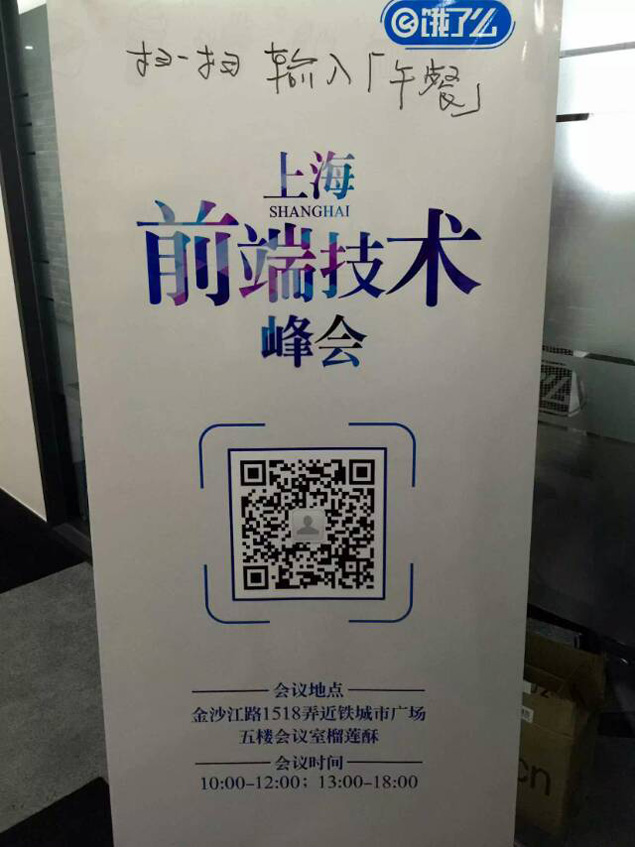 饿了么
扫一扫 输入「午餐」
上海
SHANGHAI
前端技术
峰会
会议地点
金沙江路1518弄近铁城市广场
五楼会议室榴莲酥
会议时间
10:00-12:00；13:00-18:00
cn